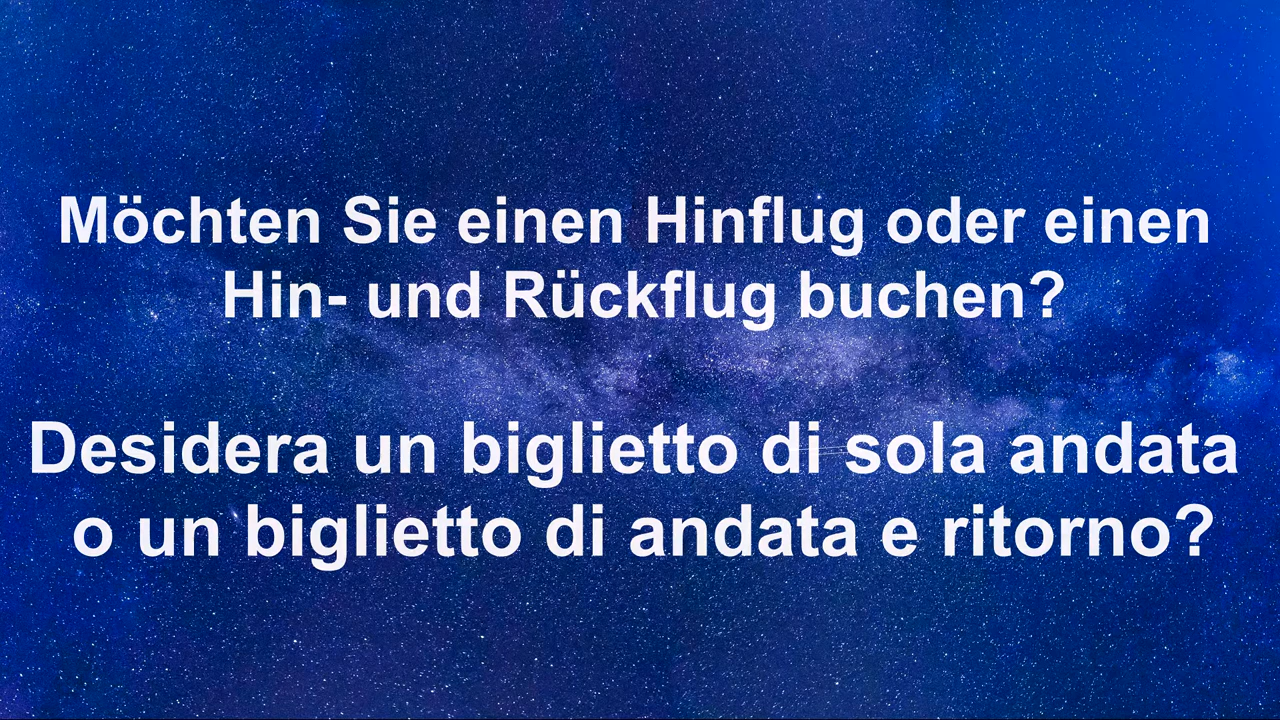 Möchten Sie einen Hinflug oder einen
Hin- und Rückflug buchen?
Desidera un biglietto di sola andata
o un biglietto di andata e ritorno?